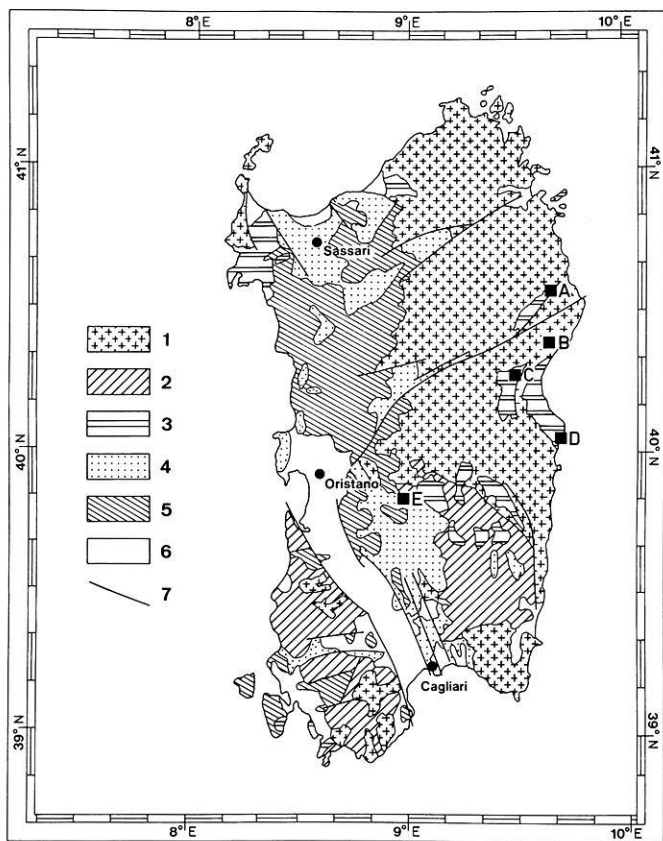 8° E
9° E
10° E
41° N
41° N
Sassari
A
1
B
2
C
3
40° N
D
40° N
4
Oristano
E
5
6
7
Cagliari
39° N
39° N
8° E
9° E
10° E